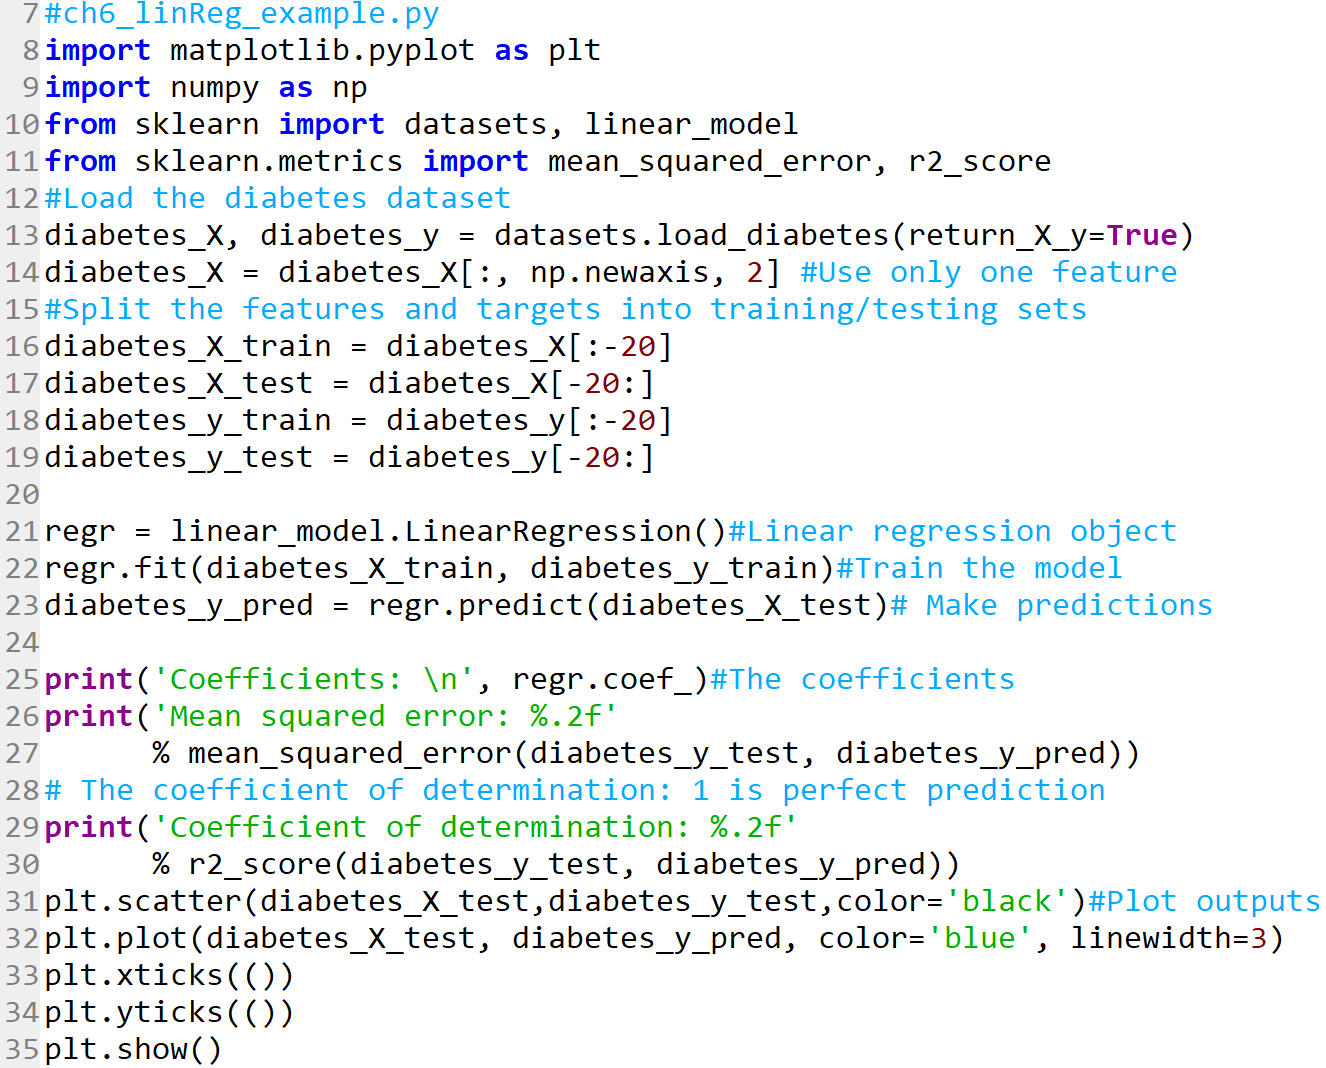 7 #ch6_linReg_example.py
8 import matplotlib.pyplot as plt
9 import numpy as np
10 from sklearn import datasets, linear_model
11 from sklearn.metrics import mean_squared_error, r2_score
12 #Load the diabetes dataset
13 diabetes_X, diabetes_y = datasets.load_diabetes(return_X_y=True)
14 diabetes_X = diabetes_X[:, np.newaxis, 2] #Use only one feature
15 #Split the features and targets into training/testing sets
16 diabetes_X_train = diabetes_X[:-20]
17 diabetes_X_test = diabetes_X[-20:]
18 diabetes_y_train = diabetes_y[:-20]
19 diabetes_y_test = diabetes_y[-20:]
20
21 regr = linear_model.LinearRegression()#Linear regression object
22 regr.fit(diabetes_X_train, diabetes_y_train)#Train the model
23 diabetes_y_pred = regr.predict(diabetes_X_test)# Make predictions
24
25 print('Coefficients: \n', regr.coef_)#The coefficients
26 print('Mean squared error: %.2f'
27       % mean_squared_error(diabetes_y_test, diabetes_y_pred))
28 # The coefficient of determination: 1 is perfect prediction
29 print('Coefficient of determination: %.2f'
30       % r2_score(diabetes_y_test, diabetes_y_pred))
31 plt.scatter(diabetes_X_test,diabetes_y_test,color='black')#Plot outputs
32 plt.plot(diabetes_X_test, diabetes_y_pred, color='blue', linewidth=3)
33 plt.xticks(())
34 plt.yticks(())
35 plt.show()